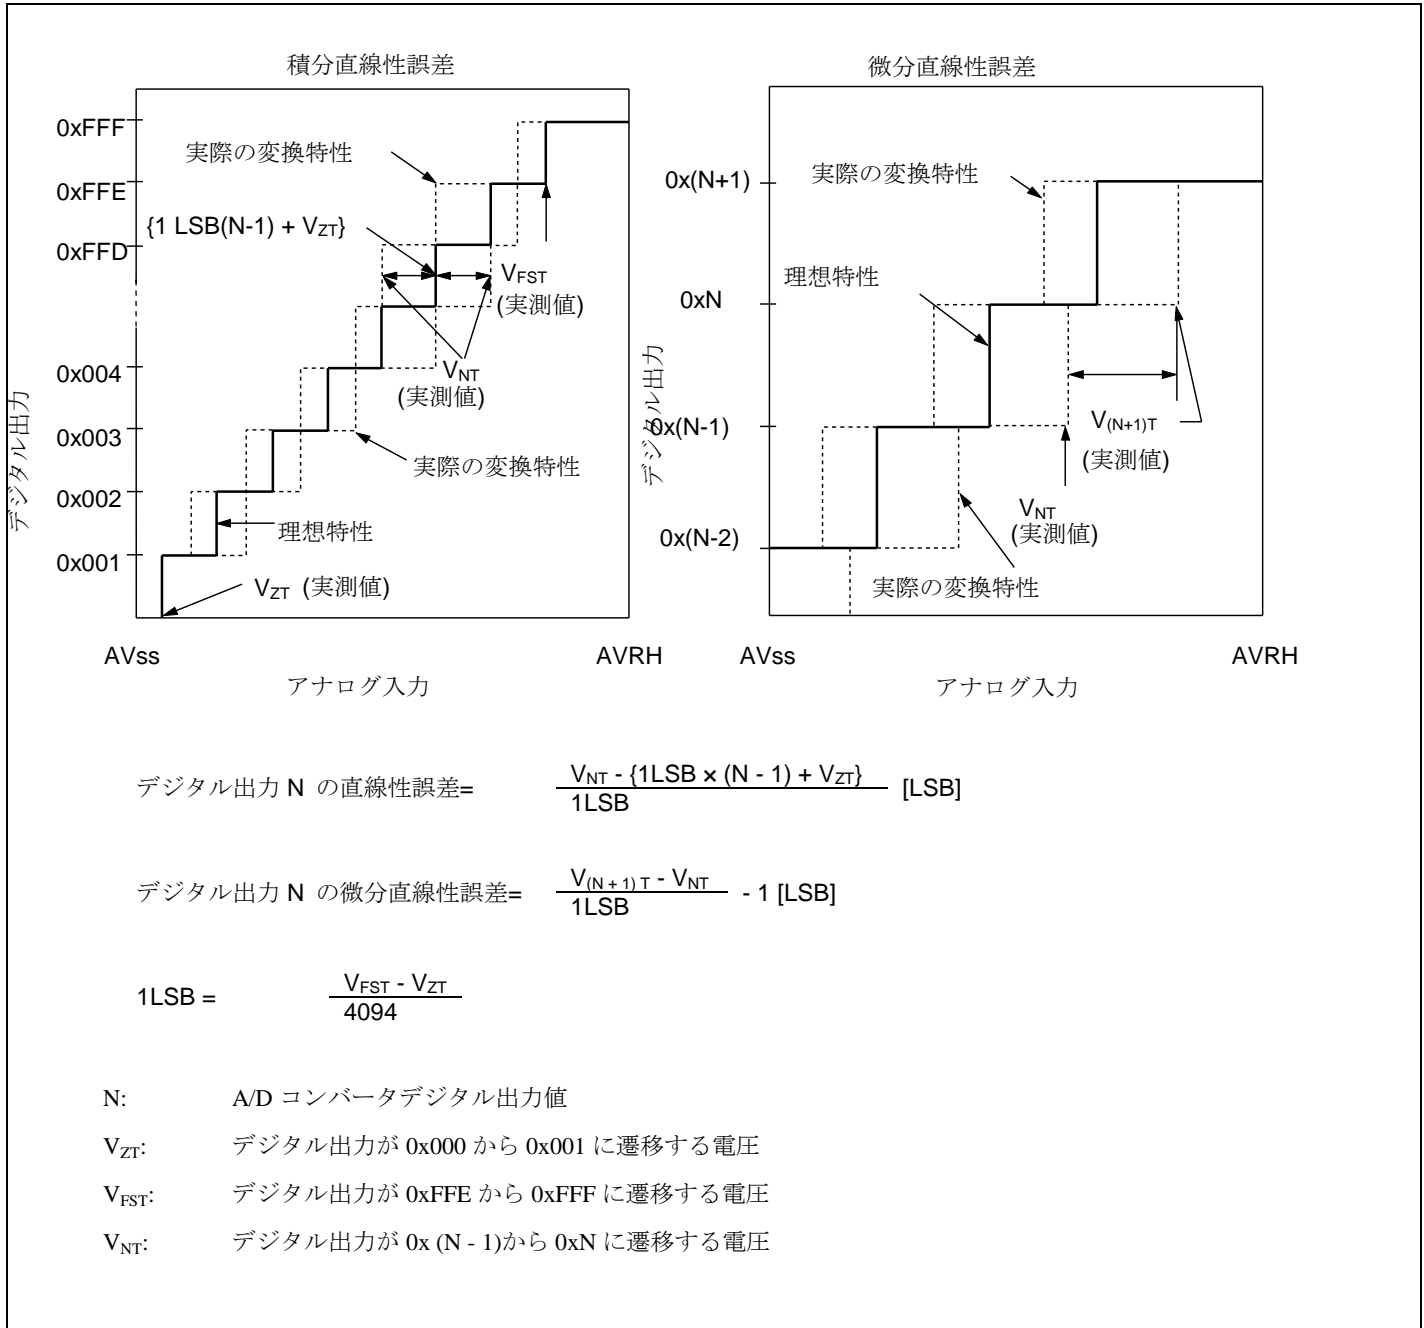 積分直線性誤差
0xFFF
0xFFE
0xFFD
0x004
0x003
0x002
0x001
デジタル出力
実際の変換特性
{1 LSB(N-1) + VZT}
VFST
(実測値)
VNT
(実測値)
実際の変換特性
理想特性
VZT (実測値)
AVss
AVRH
アナログ入力
微分直線性誤差
0x(N+1)
0xN
0x(N-1)
0x(N-2)
デジタル出力
実際の変換特性
理想特性
V(N+1)T
(実測値)
VNT
(実測値)
実際の変換特性
AVss
AVRH
アナログ入力
デジタル出力 N の直線性誤差= VNT - {1LSB × (N - 1) + VZT} [LSB]
1LSB
デジタル出力 N の微分直線性誤差= V(N + 1) T - VNT - 1 [LSB]
1LSB
1LSB = VFST - VZT
4094
N: A/D コンバータデジタル出力値
VZT: デジタル出力が 0x000 から 0x001 に遷移する電圧
VFST: デジタル出力が 0xFFE から 0xFFF に遷移する電圧
VNT: デジタル出力が 0x (N - 1)から 0xN に遷移する電圧